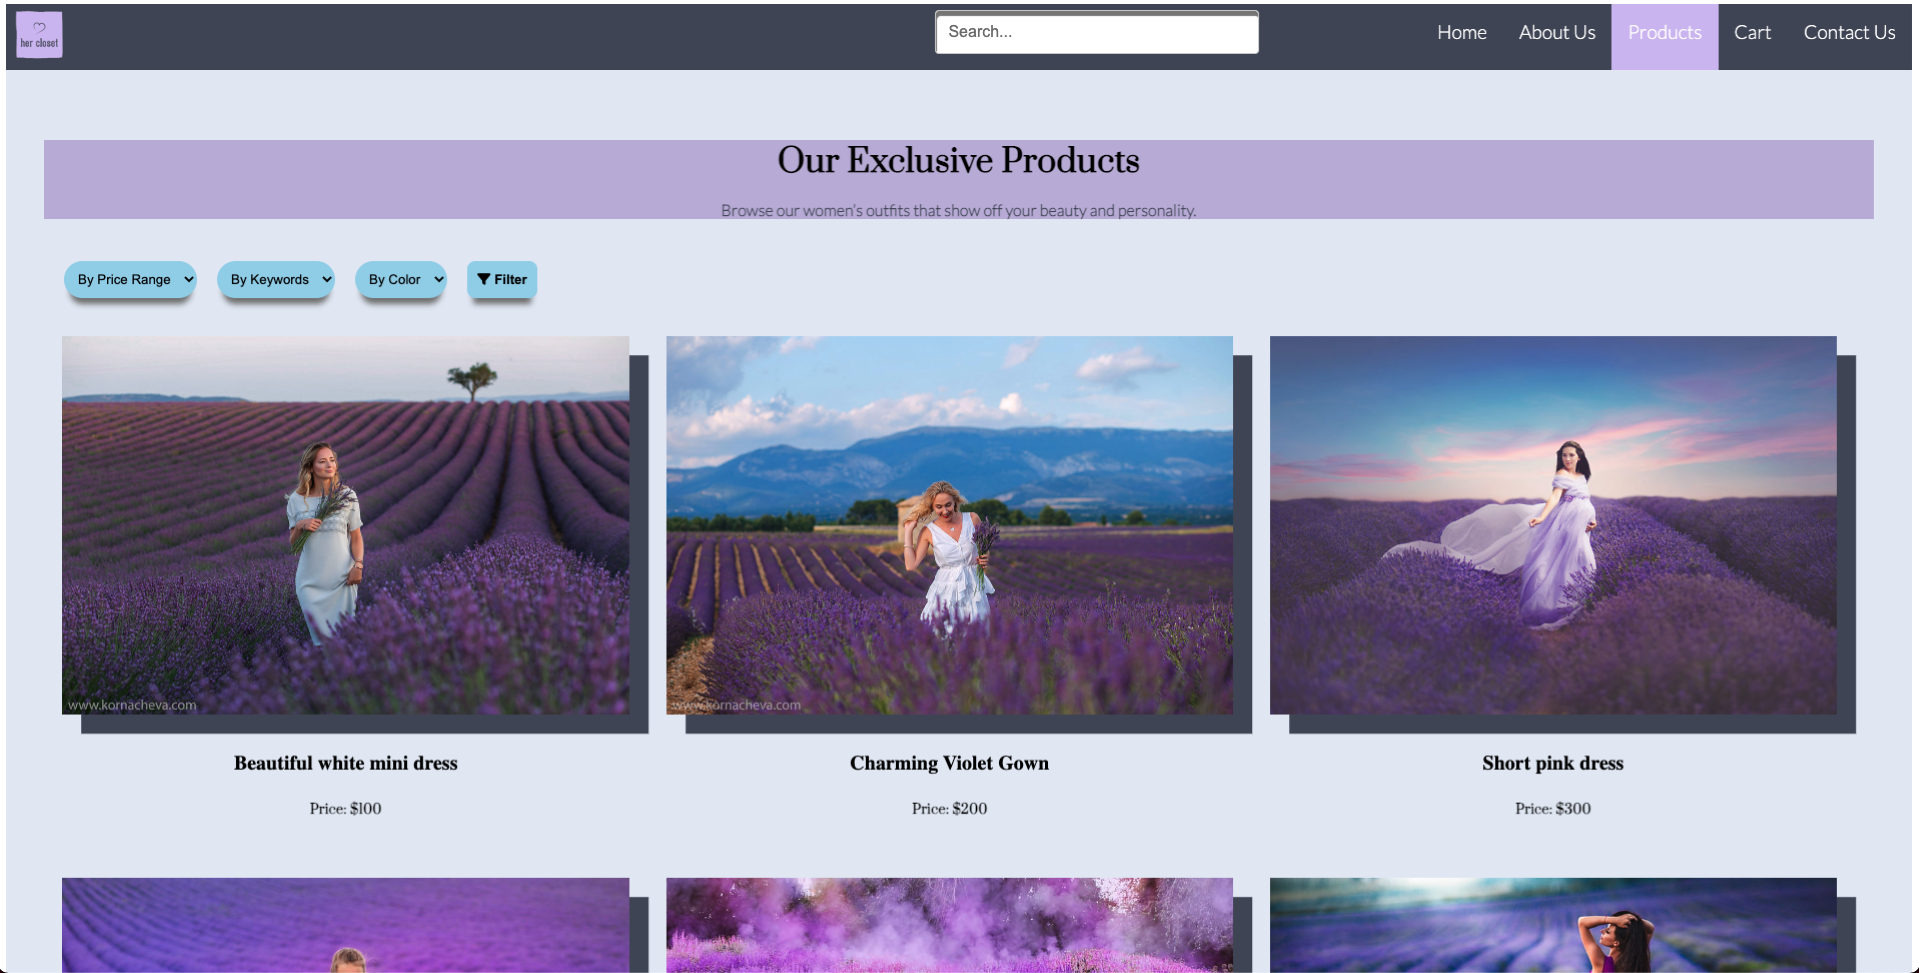 her closet
Search...
Home
About Us
Products
Cart
Contact Us
Our Exclusive Products
Browse our women's outfits that show off your beauty and personality.
By Price Range
By Keywords
By Color
Filter
www.kornacheva.com
www.kornacheva.com
Beautiful white mini dress
Charming Violet Gown
Short pink dress
Price: $100
Price: $200
Price: $300